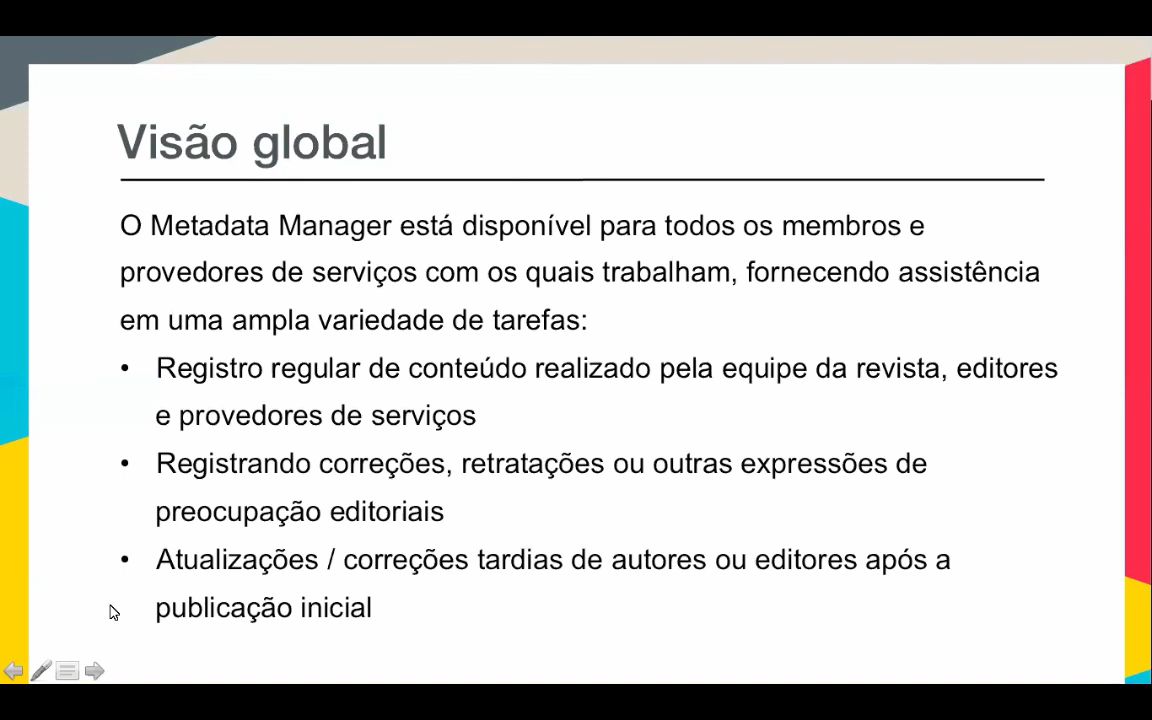 Visão global
O Metadata Manager está disponível para todos os membros e
provedores de serviços com os quais trabalham, fornecendo assistência
em uma ampla variedade de tarefas:
• Registro regular de conteúdo realizado pela equipe da revista, editores
e provedores de serviços
• Registrando correções, retratações ou outras expressões de
preocupação editoriais
• Atualizações / correções tardias de autores ou editores após a
publicação inicial